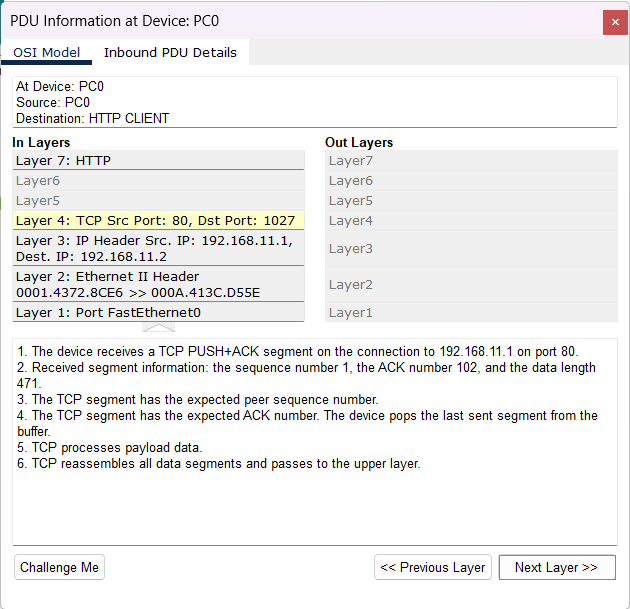 PDU Information at Device: PC0
OSI Model Inbound PDU Details
At Device: PC0
Source: PC0
Destination: HTTP CLIENT
In Layers
Layer 7: HTTP
Layer6
Layer5
Layer 4: TCP Src Port: 80, Dst Port: 1027
Layer 3: IP Header Src. IP: 192.168.11.1,
Dest. IP: 192.168.11.2
Layer 2: Ethernet II Header
0001.4372.8CE6 >> 000A.413C.D55E
Layer 1: Port FastEthernet0
Out Layers
Layer7
Layer6
Layer5
Layer4
Layer3
Layer2
Layer1
1. The device receives a TCP PUSH+ACK segment on the connection to 192.168.11.1 on port 80.
2. Received segment information: the sequence number 1, the ACK number 102, and the data length
471.
3. The TCP segment has the expected peer sequence number.
4. The TCP segment has the expected ACK number. The device pops the last sent segment from the
buffer.
5. TCP processes payload data.
6. TCP reassembles all data segments and passes to the upper layer.
Challenge Me << Previous Layer Next Layer >>